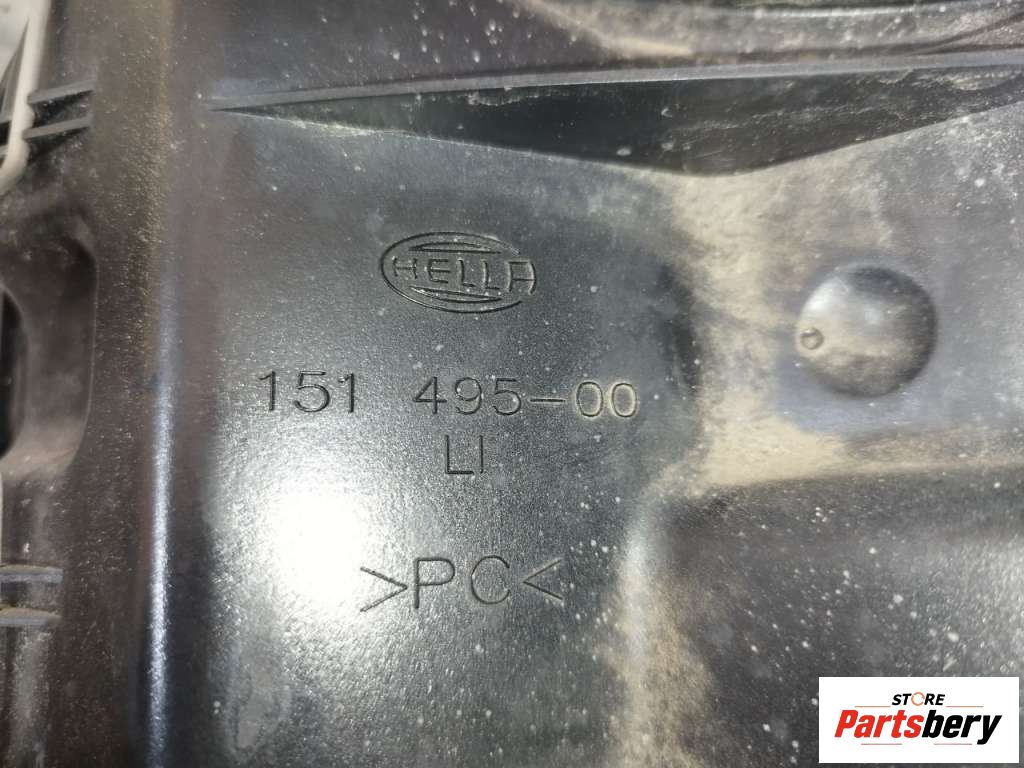 HELLA
151 495-00
LI
>PC<
STORE
Partsbery